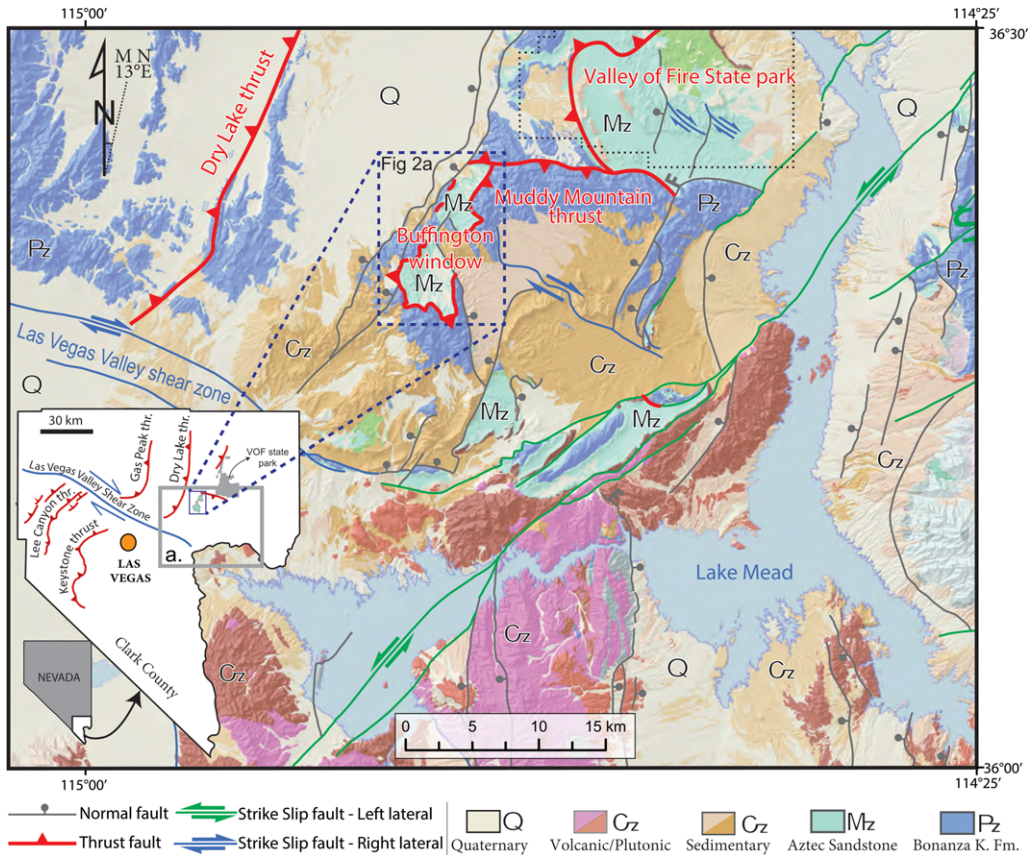 115°00'
114°25'
36°30'
M N
13°E
N
Dry Lake thrust
Q
Valley of Fire State park
Mz
Q
Fig 2a
Mz
Muddy Mountain
thrust
Pz
Buffington
window
Mz
Pz
Cz
Pz
Las Vegas Valley shear zone
Q
Cz
Cz
Mz
Mz
Cz
30 km
Gas Peak thr.
Dry Lake thr.
VOF state
park
Las Vegas Valley Shear Zone
Lee Canyon thr.
Keystone thrust
LAS
VEGAS
a.
Clark County
NEVADA
Lake Mead
Cz
Cz
Q
Cz
0 5 10 15 km
36°00'
115°00'
114°25'
Normal fault
Strike Slip fault - Left lateral
Thrust fault
Strike Slip fault - Right lateral
Q
Quaternary
Cz
Volcanic/Plutonic
Cz
Sedimentary
Mz
Aztec Sandstone
Pz
Bonanza K. Fm.